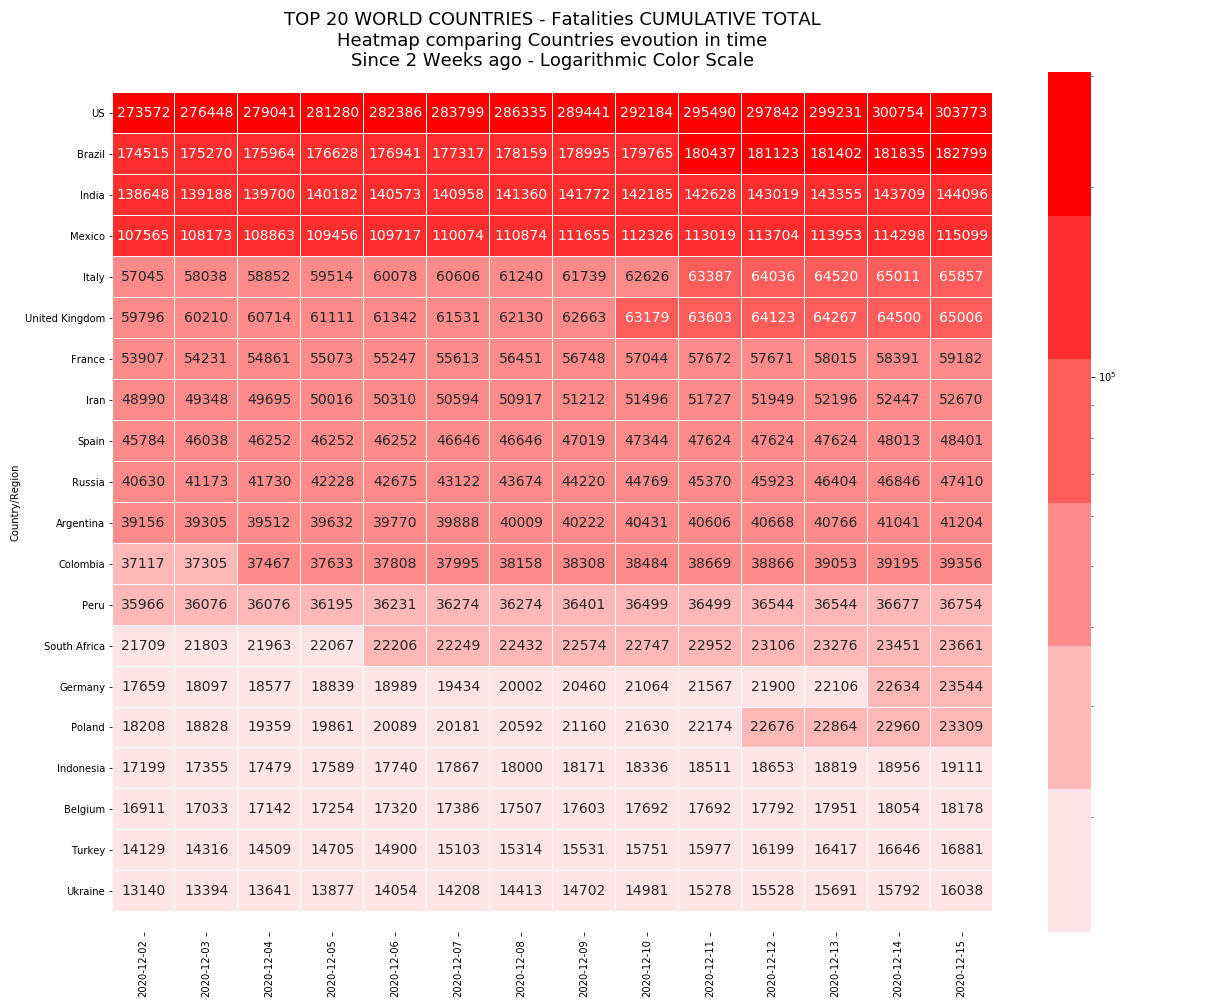 TOP 20 WORLD COUNTRIES - Fatalities CUMULATIVE TOTAL
Heatmap comparing Countries evoution in time
Since 2 Weeks ago - Logarithmic Color Scale
US 273572 276448 279041 281280 282386 283799 286335 289441 292184 295490 297842 299231 300754 303773
Brazil 174515 175270 175964 176628 176941 177317 178159 178995 179765 180437 181123 181402 181835 182799
India 138648 139188 139700 140182 140573 140958 141360 141772 142185 142628 143019 143355 143709 144096
Mexico 107565 108173 108863 109456 109717 110074 110874 111655 112326 113019 113704 113953 114298 115099
Italy 57045 58038 58852 59514 60078 60606 61240 61739 62626 63387 64036 64520 65011 65857
United Kingdom 59796 60210 60714 61111 61342 61531 62130 62663 63179 63603 64123 64267 64500 65006
France 53907 54231 54861 55073 55247 55613 56451 56748 57044 57672 57671 58015 58391 59182
10⁵
Iran 48990 49348 49695 50016 50310 50594 50917 51212 51496 51727 51949 52196 52447 52670
Spain 45784 46038 46252 46252 46252 46646 46646 47019 47344 47624 47624 47624 48013 48401
Russia 40630 41173 41730 42228 42675 43122 43674 44220 44769 45370 45923 46404 46846 47410
Country/Region
Argentina 39156 39305 39512 39632 39770 39888 40009 40222 40431 40606 40668 40766 41041 41204
Colombia 37117 37305 37467 37633 37808 37995 38158 38308 38484 38669 38866 39053 39195 39356
Peru 35966 36076 36076 36195 36231 36274 36274 36401 36499 36499 36544 36544 36677 36754
South Africa 21709 21803 21963 22067 22206 22249 22432 22574 22747 22952 23106 23276 23451 23661
Germany 17659 18097 18577 18839 18989 19434 20002 20460 21064 21567 21900 22106 22634 23544
Poland 18208 18828 19359 19861 20089 20181 20592 21160 21630 22174 22676 22864 22960 23309
Indonesia 17199 17355 17479 17589 17740 17867 18000 18171 18336 18511 18653 18819 18956 19111
Belgium 16911 17033 17142 17254 17320 17386 17507 17603 17692 17692 17792 17951 18054 18178
Turkey 14129 14316 14509 14705 14900 15103 15314 15531 15751 15977 16199 16417 16646 16881
Ukraine 13140 13394 13641 13877 14054 14208 14413 14702 14981 15278 15528 15691 15792 16038
2020-12-02 2020-12-03 2020-12-04 2020-12-05 2020-12-06 2020-12-07 2020-12-08 2020-12-09 2020-12-10 2020-12-11 2020-12-12 2020-12-13 2020-12-14 2020-12-15